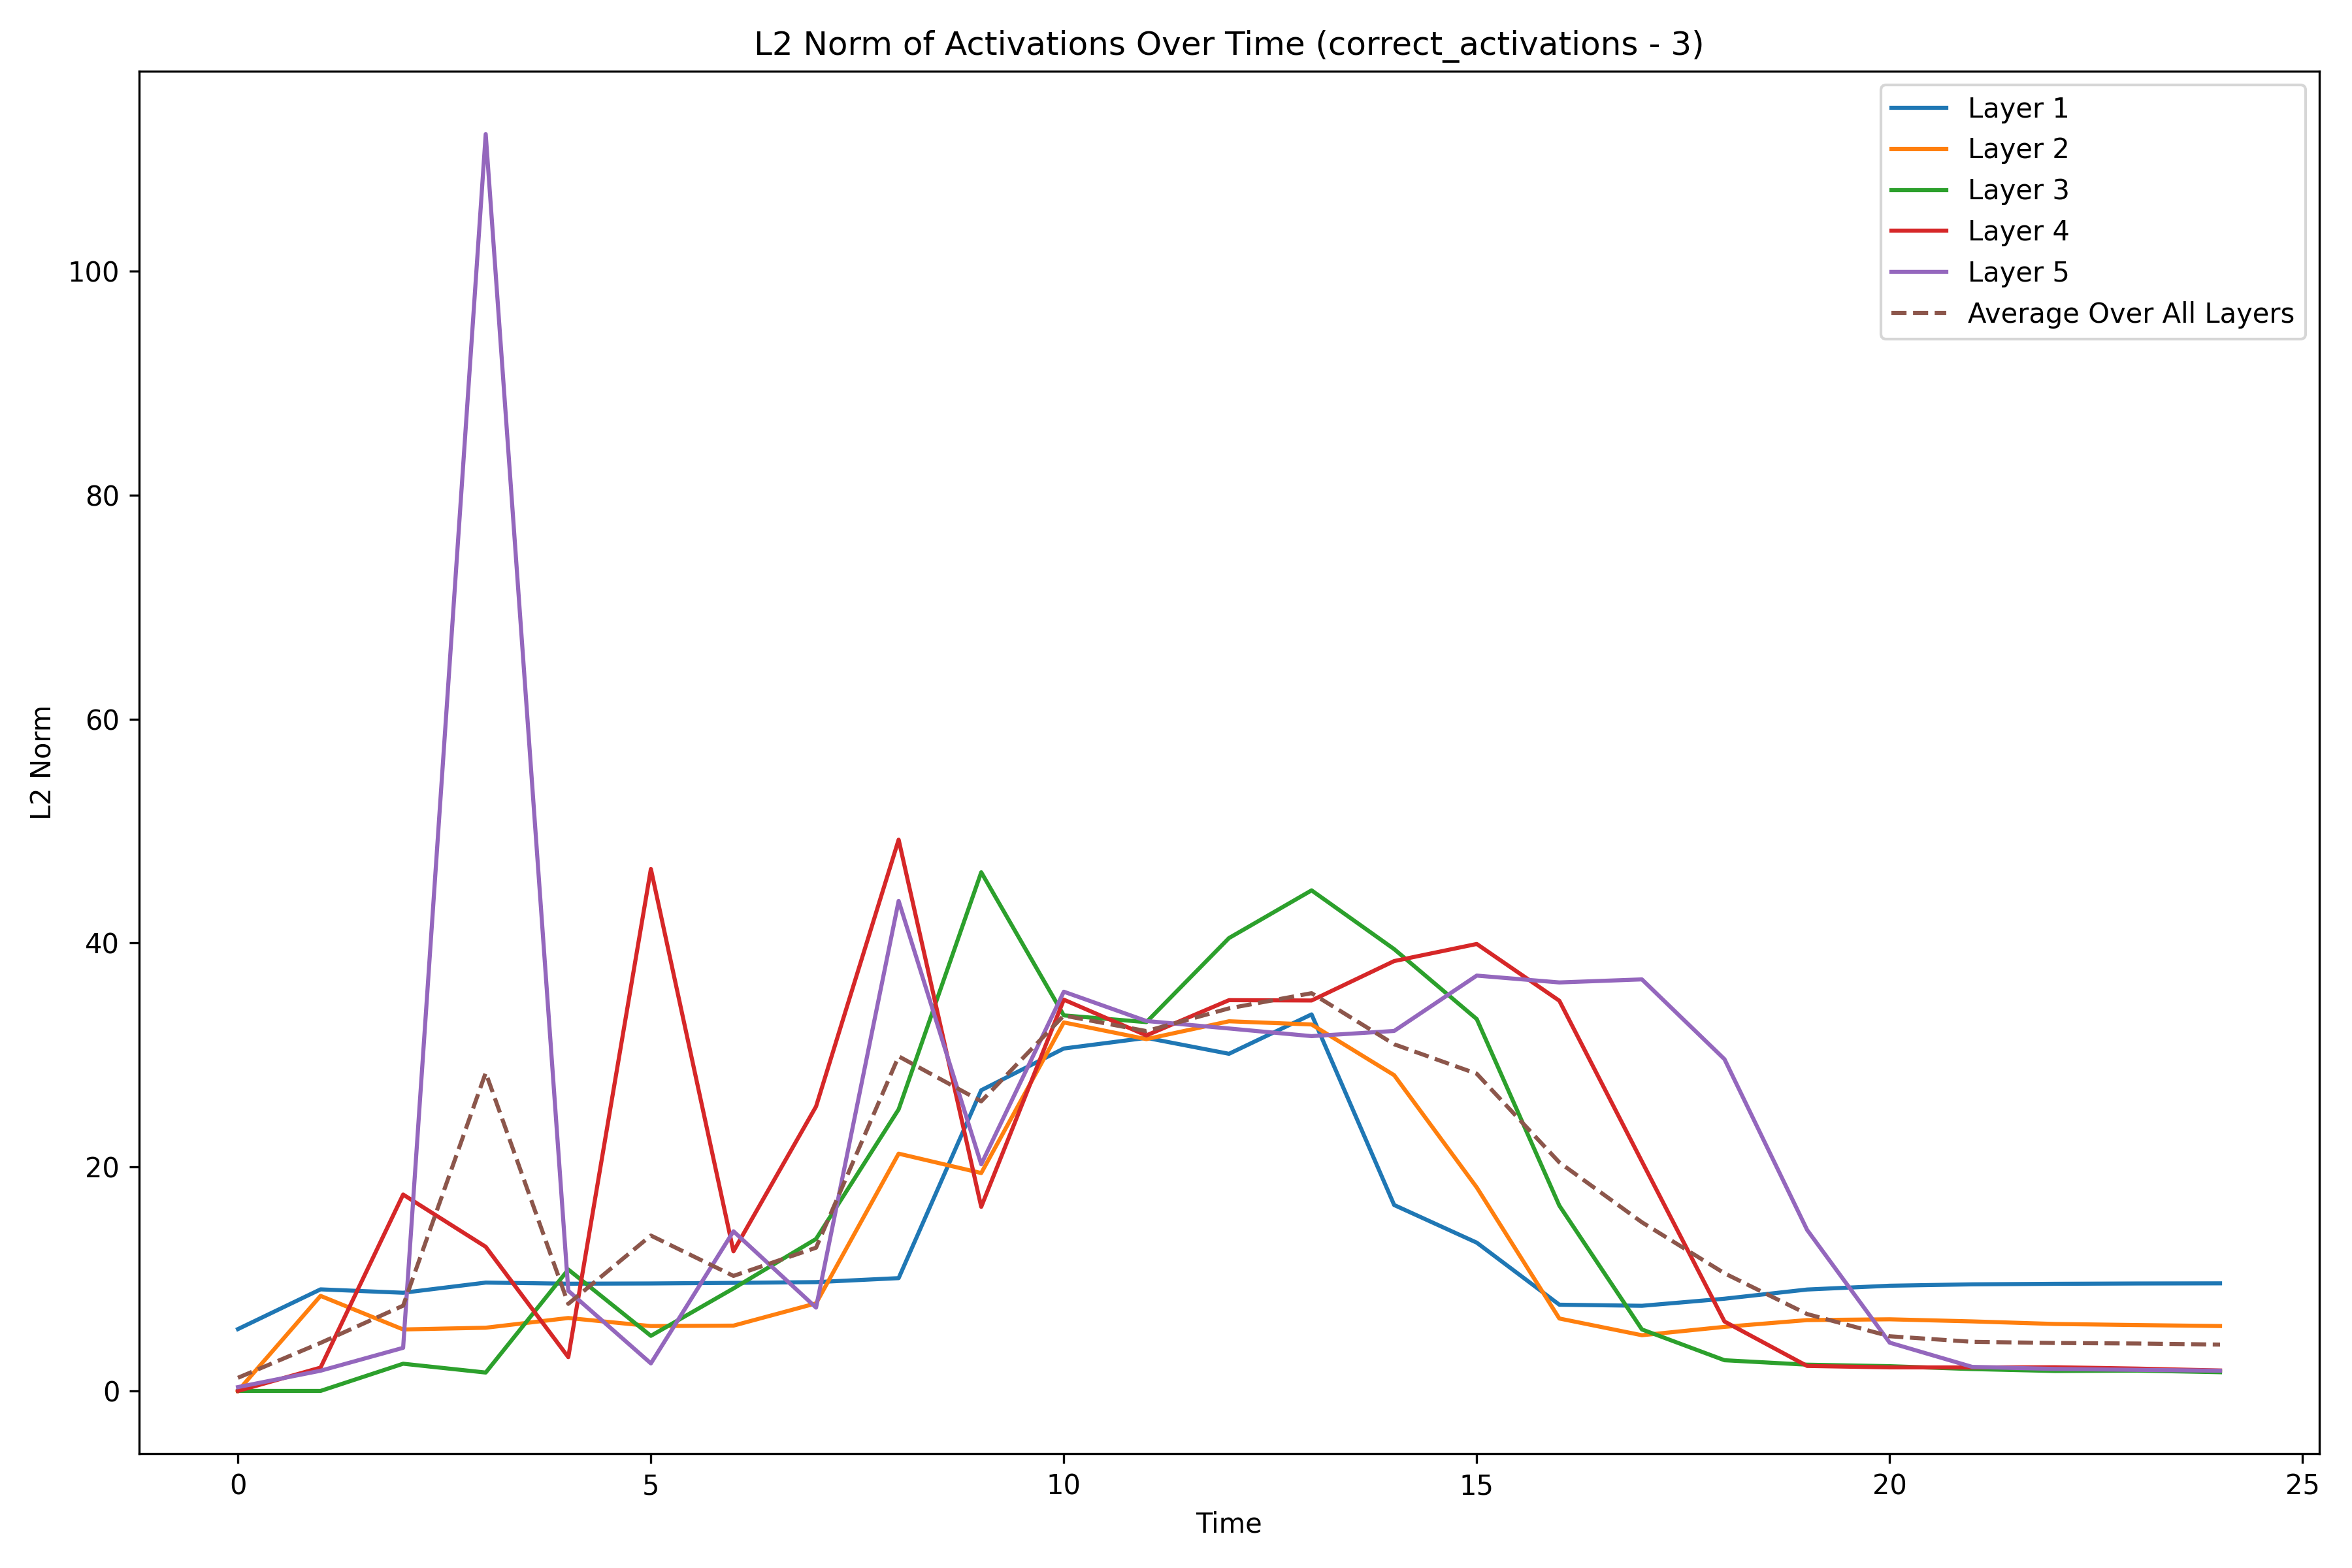 L2 Norm of Activations Over Time (correct_activations - 3)
Layer 1
Layer 2
Layer 3
Layer 4
Layer 5
Average Over All Layers
100
80
60
40
20
0
L2 Norm
0 5 10 15 20 25
Time